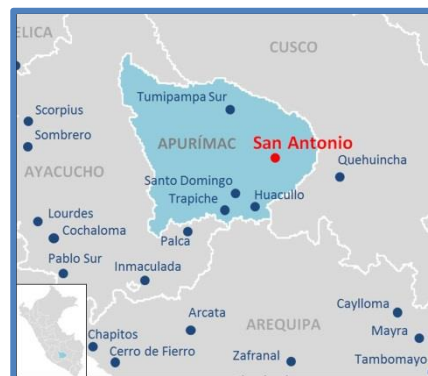 ELICA
CUSCO
Tumipampa Sur
Scorpius
Sombrero
APURÍMAC
San Antonio
Quehuincha
AYACUCHO
Santo Domingo
Huacullo
Trapiche
Lourdes
Cochaloma
Palca
Pablo Sur
Inmaculada
Caylloma
Arcata
AREQUIPA
Chapitos
Mayra
Cerro de Fierro
Zafranal
Tambomayo